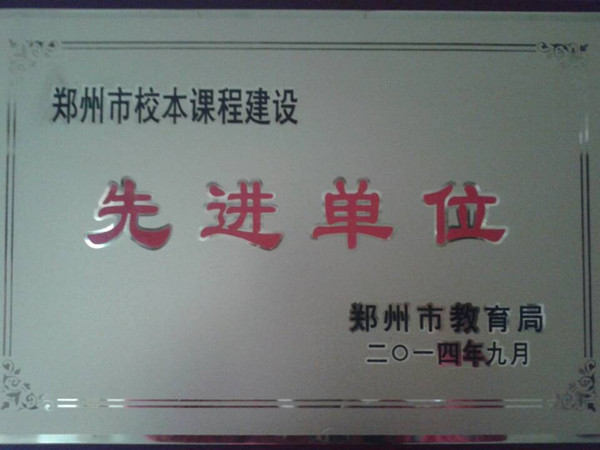 郑州市校本课程建设
先进单位
郑州市教育局
二〇一四年九月